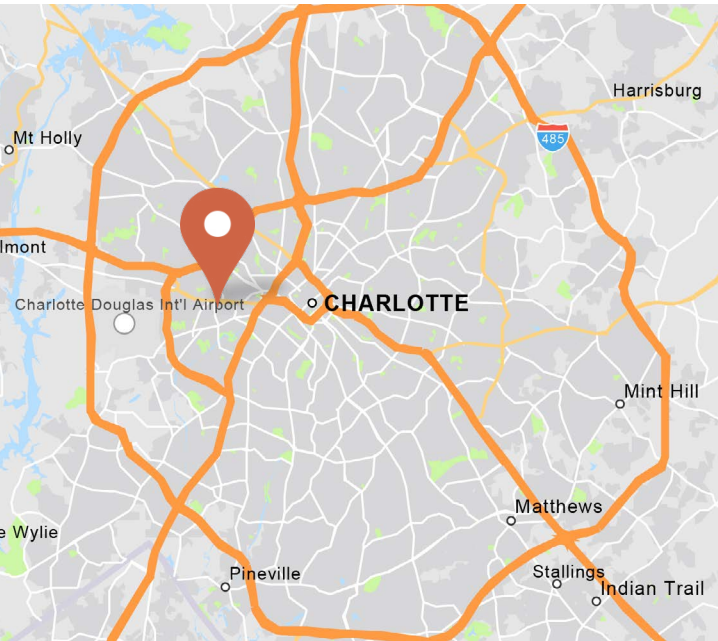 Harrisburg
485
Mt Holly
lmont
Charlotte Douglas Int'l Airport
CHARLOTTE
Mint Hill
Matthews
e Wylie
Stallings
Pineville
Indian Trail